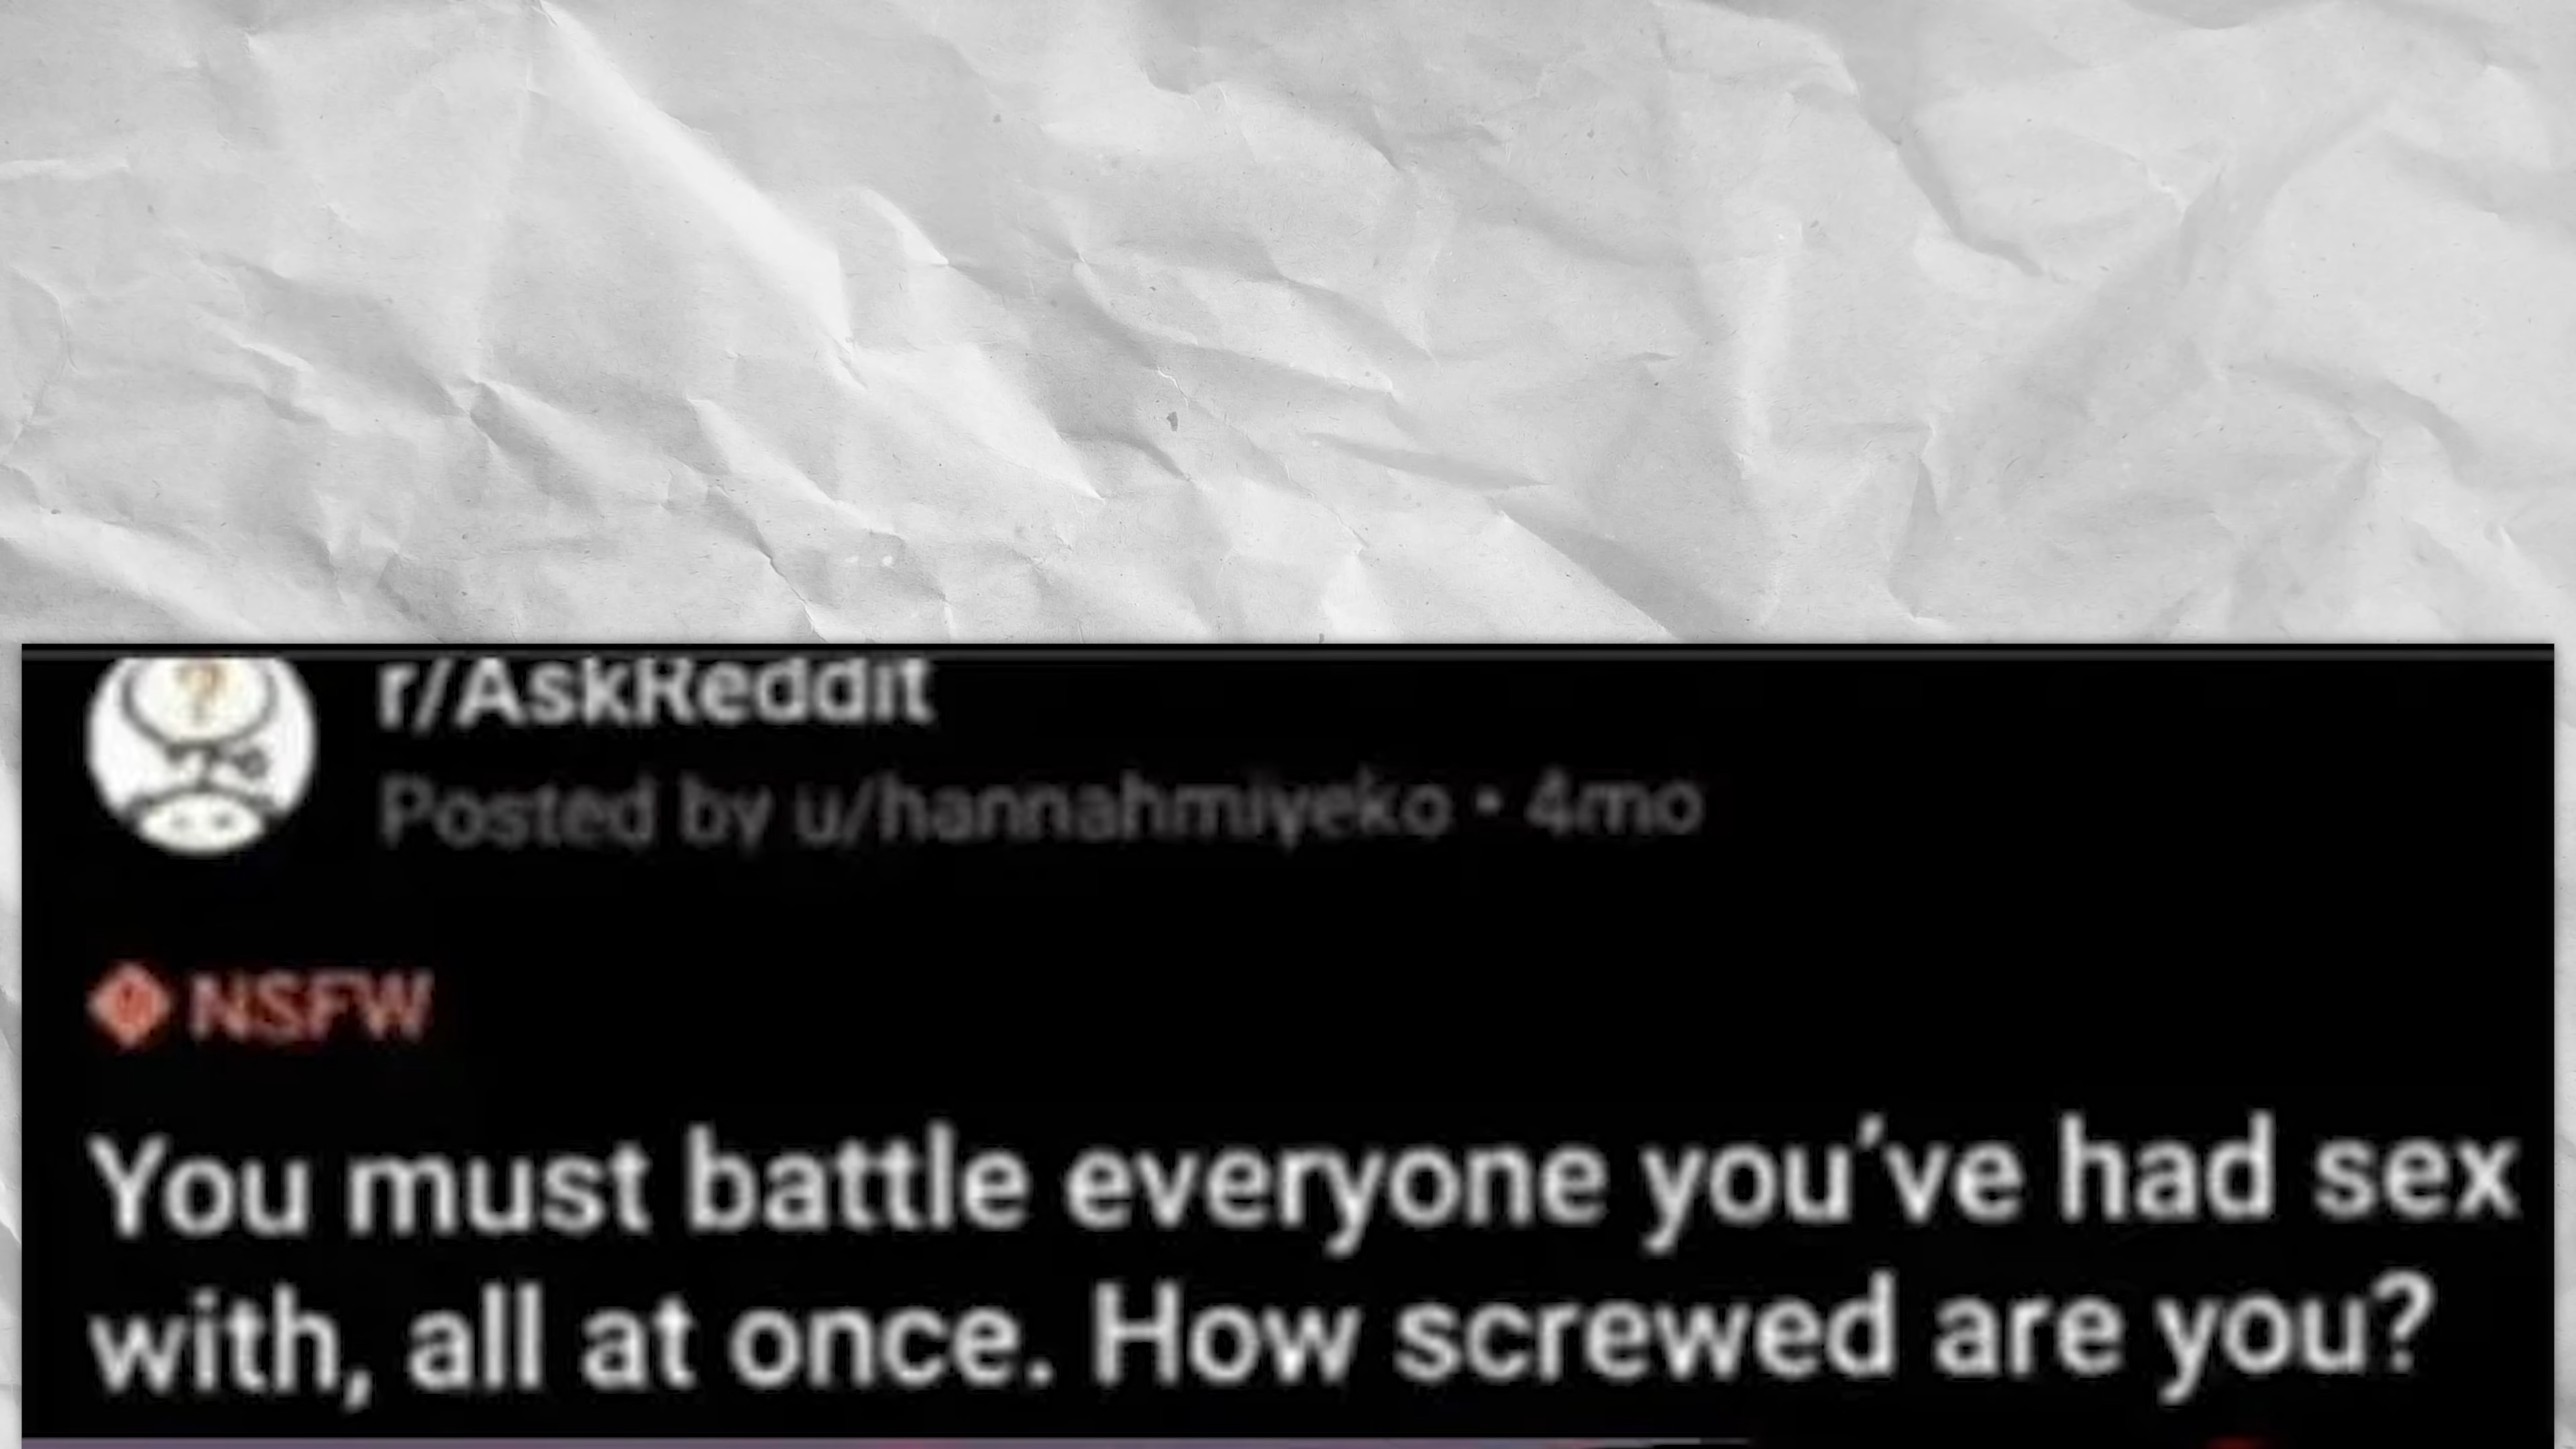 r/AskReddit
Posted by u/hannahmiyeko • 4mo
NSFW
You must battle everyone you've had sex
with, all at once. How screwed are you?